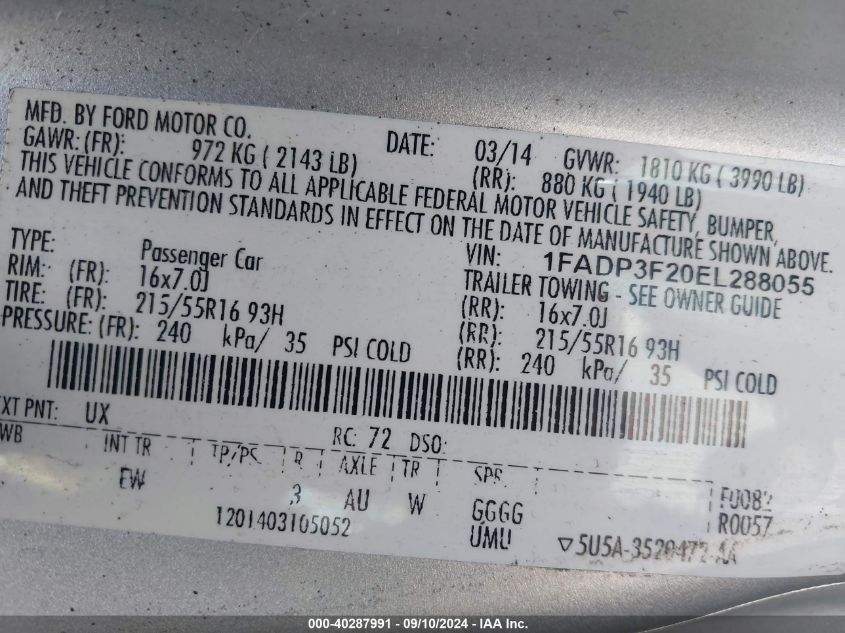 MFD. BY FORD MOTOR CO. DATE: 03/14 GVWR: 1810 KG ( 3990 LB)
GAWR: (FR): 972 KG ( 2143 LB) (RR): 880 KG ( 1940 LB)
THIS VEHICLE CONFORMS TO ALL APPLICABLE FEDERAL MOTOR VEHICLE SAFETY, BUMPER,
AND THEFT PREVENTION STANDARDS IN EFFECT ON THE DATE OF MANUFACTURE SHOWN ABOVE.
VIN: 1FADP3F20EL288055
TYPE: Passenger Car TRAILER TOWING - SEE OWNER GUIDE
RIM: (FR): 16x7.0J (RR): 16x7.0J
TIRE: (FR): 215/55R16 93H (RR): 215/55R16 93H
PRESSURE: (FR): 240 kPa/ 35 PSI COLD (RR): 240 kPa/ 35 PSI COLD
EXT PNT: UX RC: 72 DSO:
WB INT TR TP/PS R AXLE TR SPR F0082
EW 3 AU W GGGG R0057
1201403105052 UMU ▽5U5A-3520472-AA
000-40287991 - 09/10/2024 - IAA Inc.